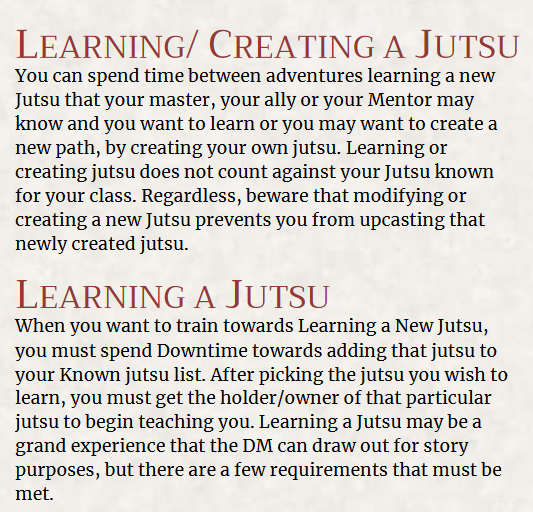 LEARNING/ CREATING A JUTSU
You can spend time between adventures learning a new
Jutsu that your master, your ally or your Mentor may
know and you want to learn or you may want to create a
new path, by creating your own jutsu. Learning or
creating jutsu does not count against your Jutsu known
for your class. Regardless, beware that modifying or
creating a new Jutsu prevents you from upcasting that
newly created jutsu.
LEARNING A JUTSU
When you want to train towards Learning a New Jutsu,
you must spend Downtime towards adding that jutsu to
your Known jutsu list. After picking the jutsu you wish to
learn, you must get the holder/owner of that particular
jutsu to begin teaching you. Learning a Jutsu may be a
grand experience that the DM can draw out for story
purposes, but there are a few requirements that must be
met.